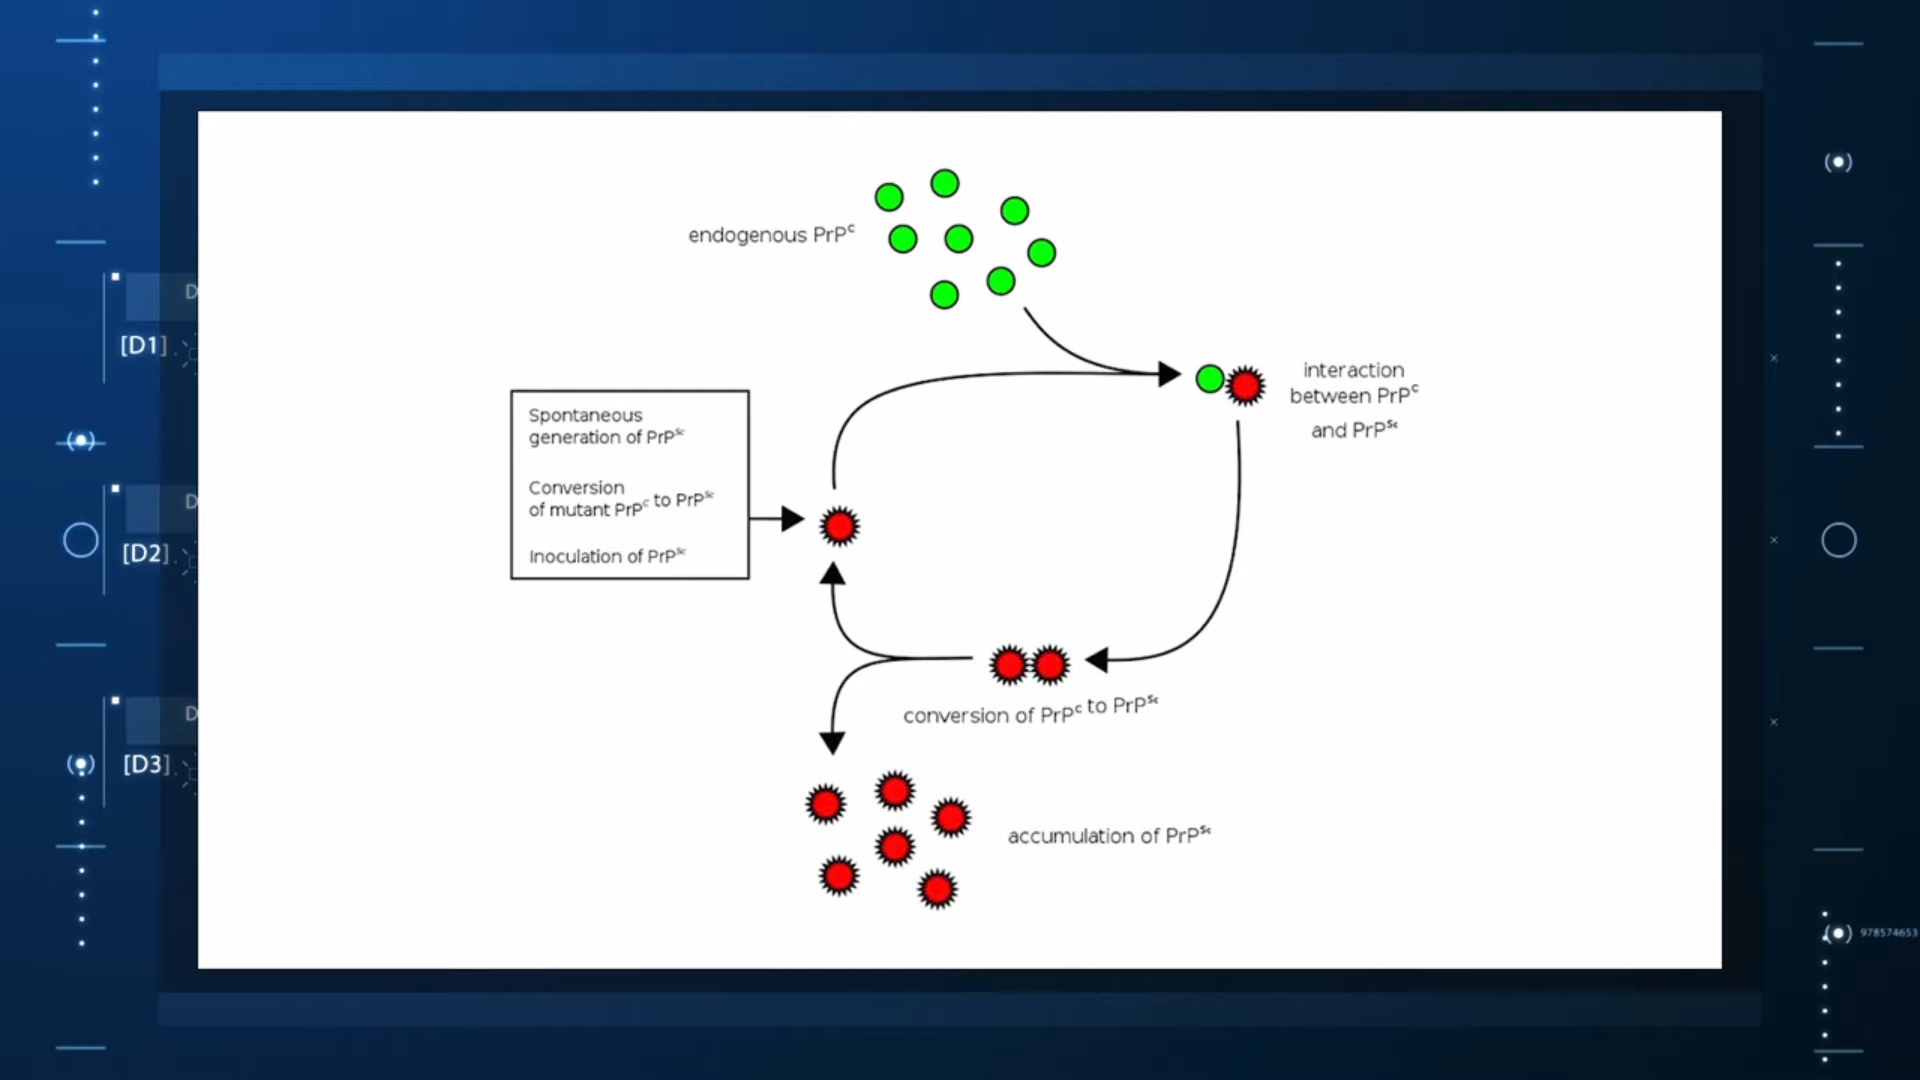 endogenous PrPᶜ
interaction
between PrPᶜ
and PrPˢᶜ
Spontaneous
generation of PrPˢᶜ
Conversion
of mutant PrPᶜ to PrPˢᶜ
Inoculation of PrPˢᶜ
conversion of PrPᶜ to PrPˢᶜ
accumulation of PrPˢᶜ
D
[D1]
D
[D2]
D
[D3]
978574653